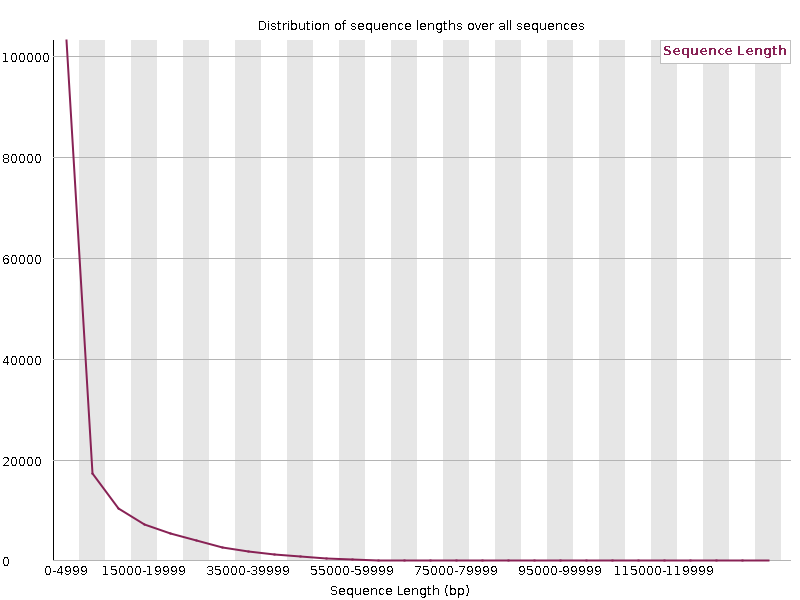 Distribution of sequence lengths over all sequences
Sequence Length
100000
80000
60000
40000
20000
0
0-4999 15000-19999 35000-39999 55000-59999 75000-79999 95000-99999 115000-119999
Sequence Length (bp)